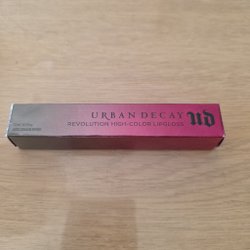 URBAN DECAY
REVOLUTION HIGH-COLOR LIPGLOSS
UD